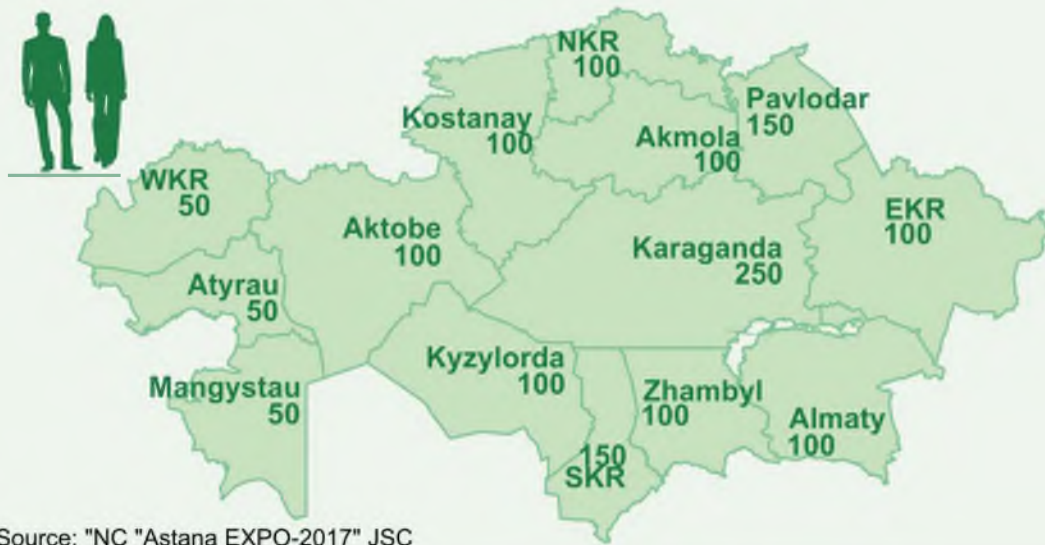 NKR
100
Pavlodar
150
Kostanay
100
Akmola
100
WKR
50
EKR
100
Aktobe
100
Karaganda
250
Atyrau
50
Kyzylorda
100
Mangystau
50
Zhambyl
100
Almaty
100
150
SKR
Source: "NC "Astana EXPO-2017" JSC